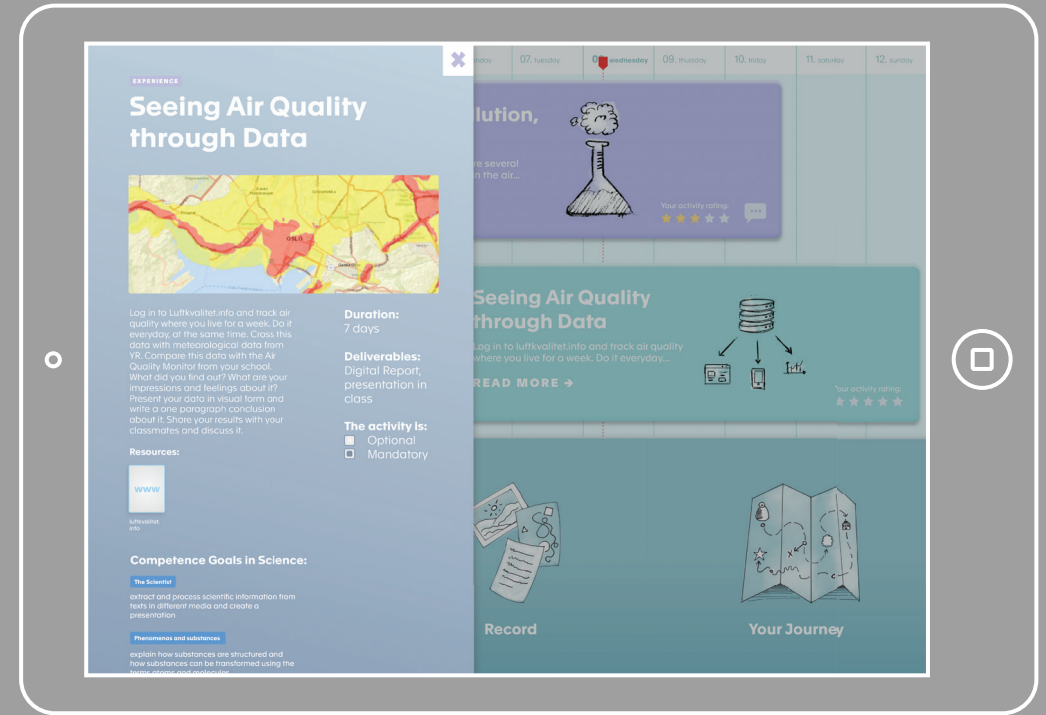 EXPERIENCE
Seeing Air Quality
through Data
OSLO
Log in to Luftkvalitet.info and track air
quality where you live for a week. Do it
everyday, at the same time. Cross this
data with meteorological data from
YR. Compare this data with the Air
Quality Monitor from your school.
What did you find out? What are your
impressions and feelings about it?
Present your data in visual form and
write a one paragraph conclusion
about it. Share your results with your
classmates and discuss it.
Resources:
www
luftkvalitet.
info
Duration:
7 days
Deliverables:
Digital Report,
presentation in
class
The activity is:
Optional
Mandatory
Competence Goals in Science:
The Scientist
extract and process scientific information from
texts in different media and create a
presentation
Phenomenos and substances
explain how substances are structured and
how substances can be transformed using the
terms atoms and molecules
07. tuesday
wednesday
09. thursday
10. friday
11. saturday
12. sunday
lution,
re several
n the air...
Your activity rating:
Seeing Air Quality
through Data
Log in to luftkvalitet.info and track air quality
where you live for a week. Do it everyday...
READ MORE →
Your activity rating:
Record
Your Journey